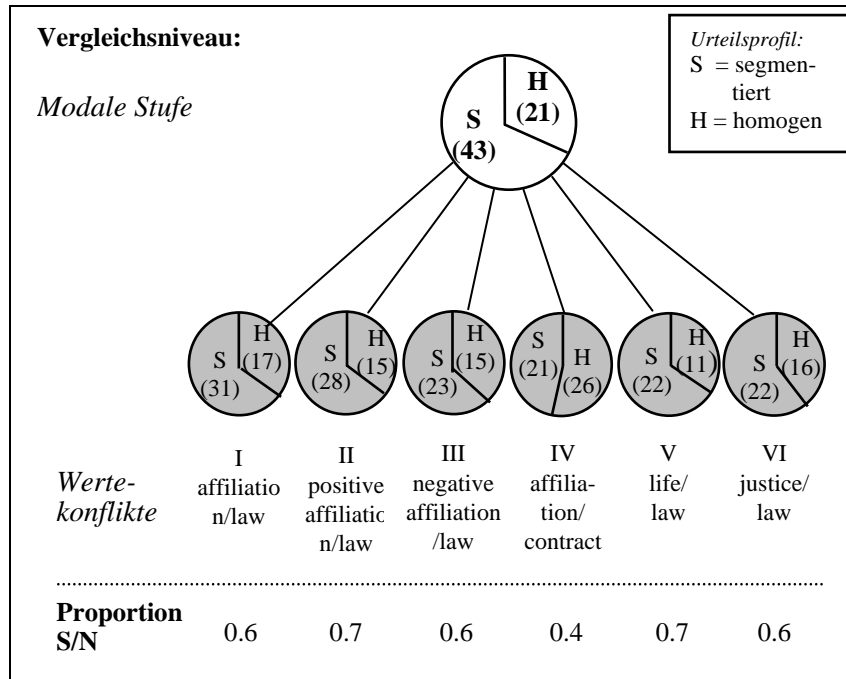 Vergleichsniveau:
Modale Stufe
Urteilsprofil:
S = segmen-
tiert
H = homogen
H
(21)
S
(43)
S
(31)
H
(17)
S
(28)
H
(15)
S
(23)
H
(15)
S
(21)
H
(26)
S
(22)
H
(11)
S
(22)
H
(16)
Werte-
konflikte
I
affiliatio
n/law
II
positive
affiliatio
n/law
III
negative
affiliation
/law
IV
affilia-
tion/
contract
V
life/
law
VI
justice/
law
Proportion
S/N
0.6 0.7 0.6 0.4 0.7 0.6